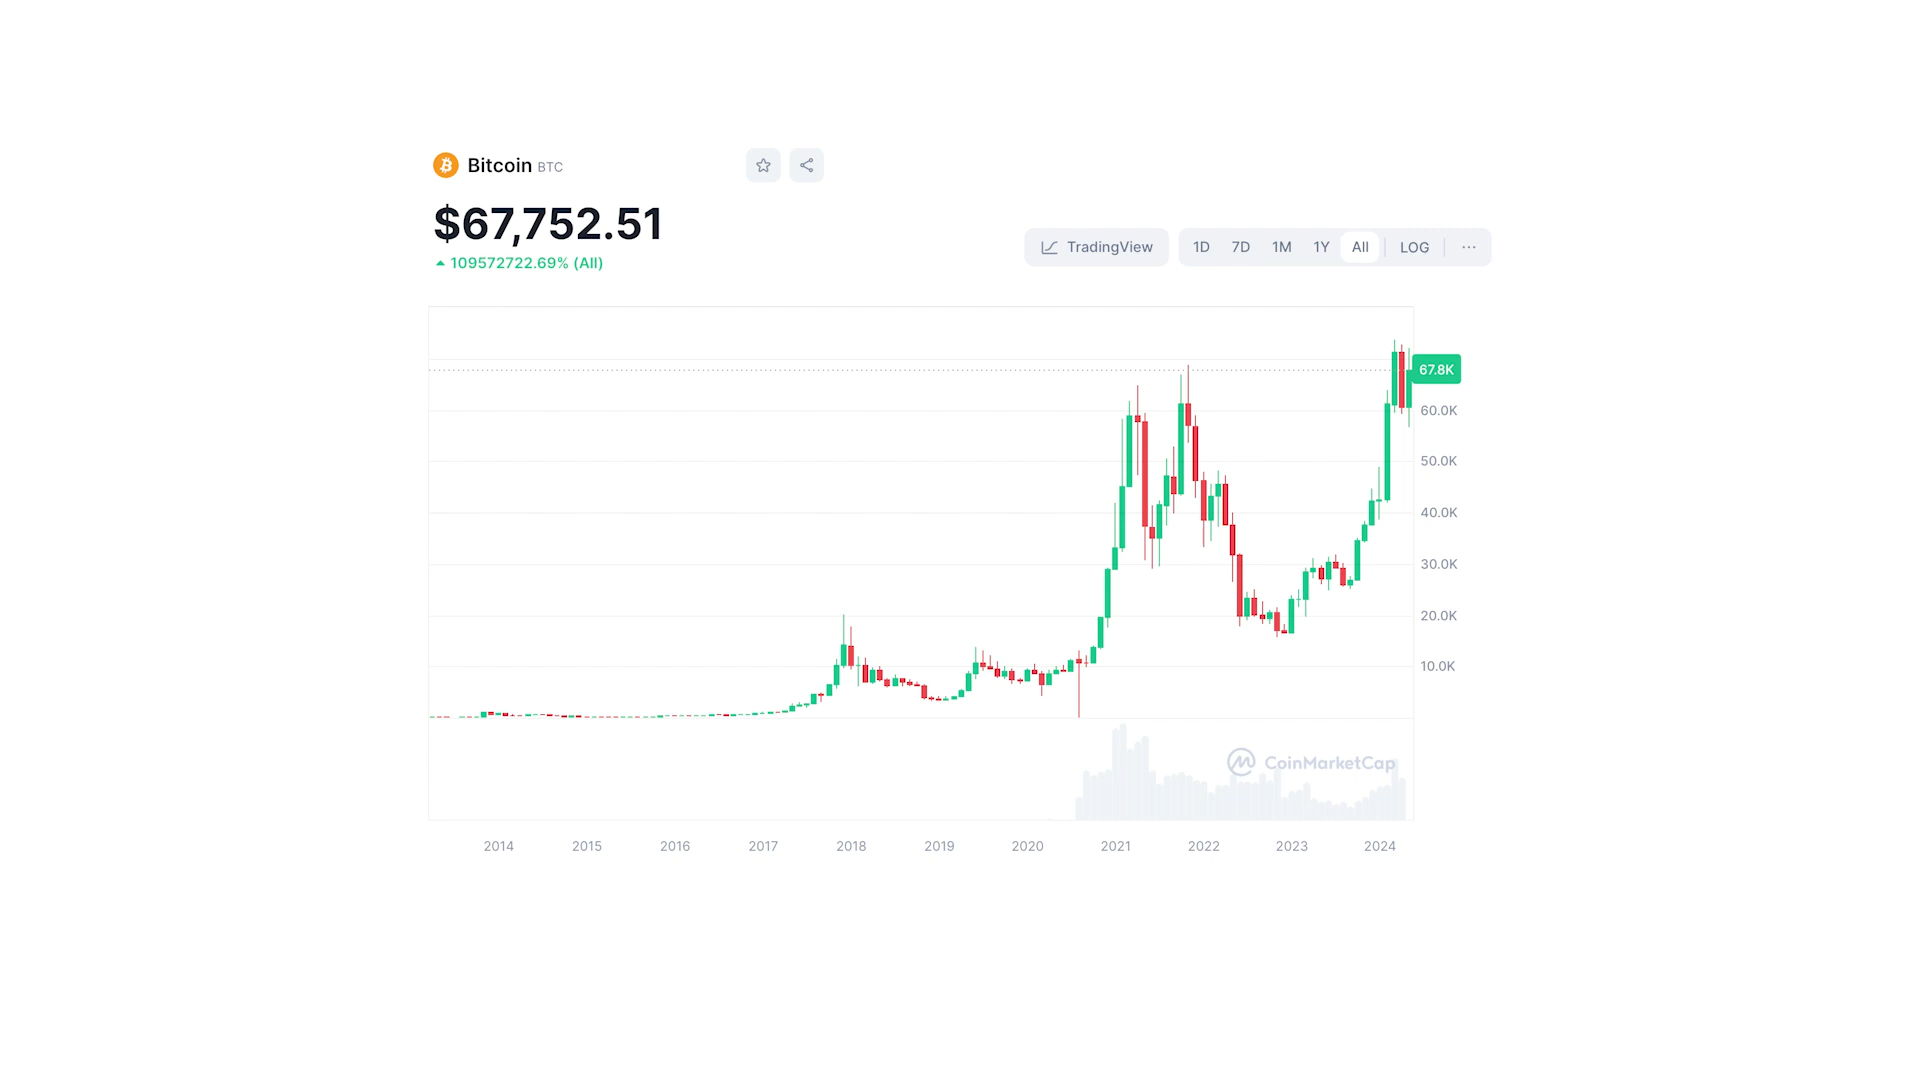 Bitcoin BTC
$67,752.51
109572722.69% (All)
TradingView 1D 7D 1M 1Y All LOG
67.8K
60.0K
50.0K
40.0K
30.0K
20.0K
10.0K
CoinMarketCap
2014 2015 2016 2017 2018 2019 2020 2021 2022 2023 2024